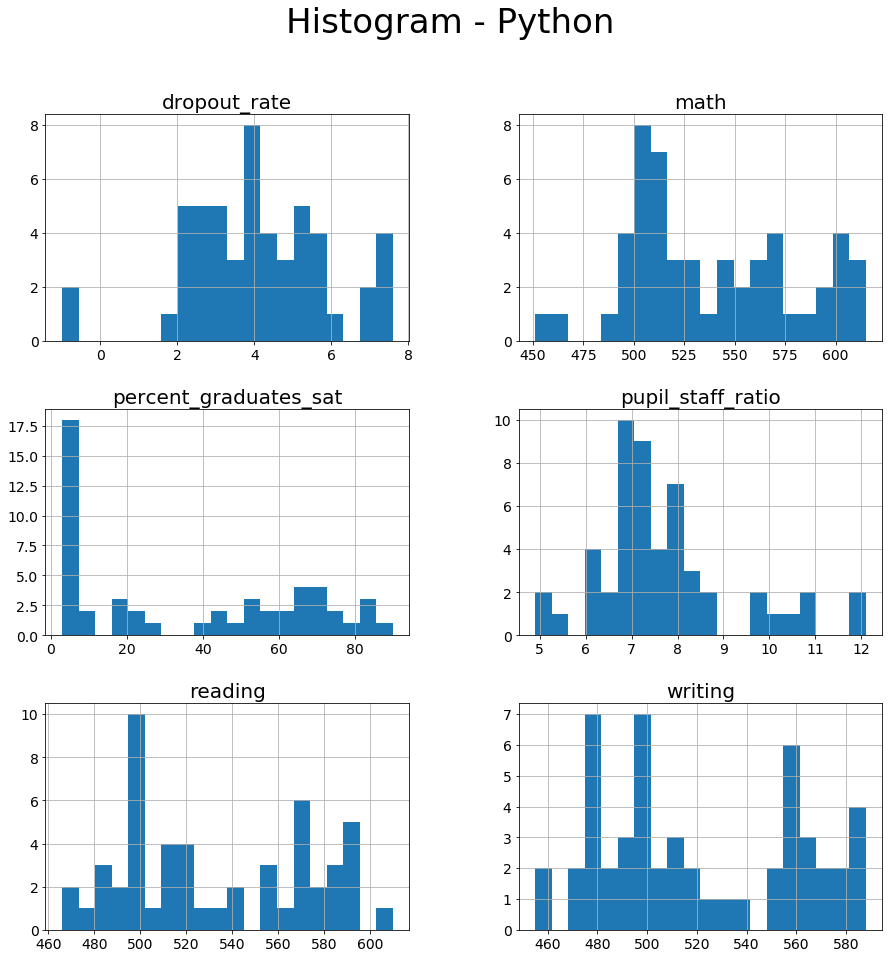 Histogram - Python
dropout_rate
8
6
4
2
0
0 2 4 6 8
math
8
6
4
2
0
450 475 500 525 550 575 600
percent_graduates_sat
17.5
15.0
12.5
10.0
7.5
5.0
2.5
0.0
0 20 40 60 80
pupil_staff_ratio
10
8
6
4
2
0
5 6 7 8 9 10 11 12
reading
10
8
6
4
2
0
460 480 500 520 540 560 580 600
writing
7
6
5
4
3
2
1
0
460 480 500 520 540 560 580